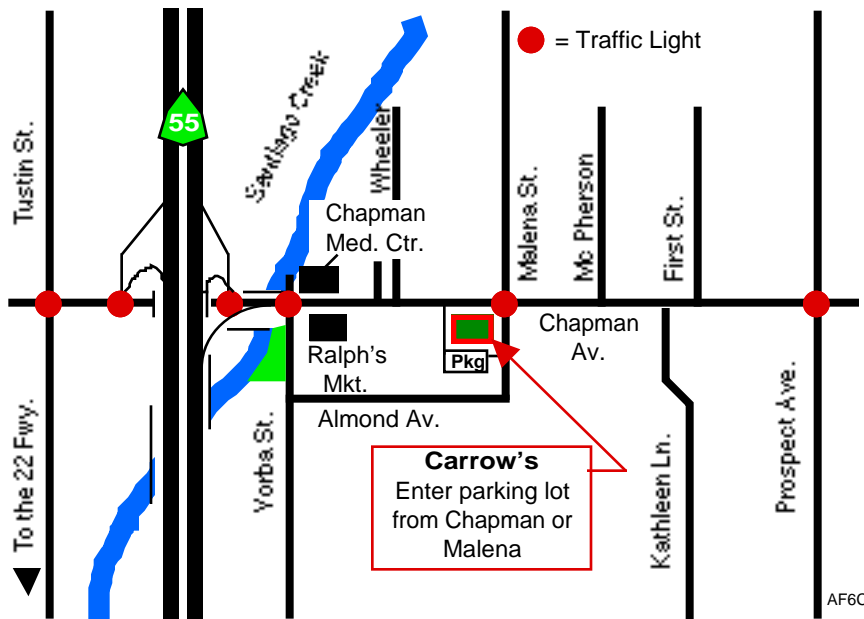 = Traffic Light
Tustin St.
55
Santiago Creek
Wheeler
Malena St.
Mc Pherson
First St.
Chapman
Med. Ctr.
Chapman
Av.
Ralph's
Mkt.
Pkg
Almond Av.
To the 22 Fwy.
Yorba St.
Carrow's
Enter parking lot
from Chapman or
Malena
Kathleen Ln.
Prospect Ave.
AF6C